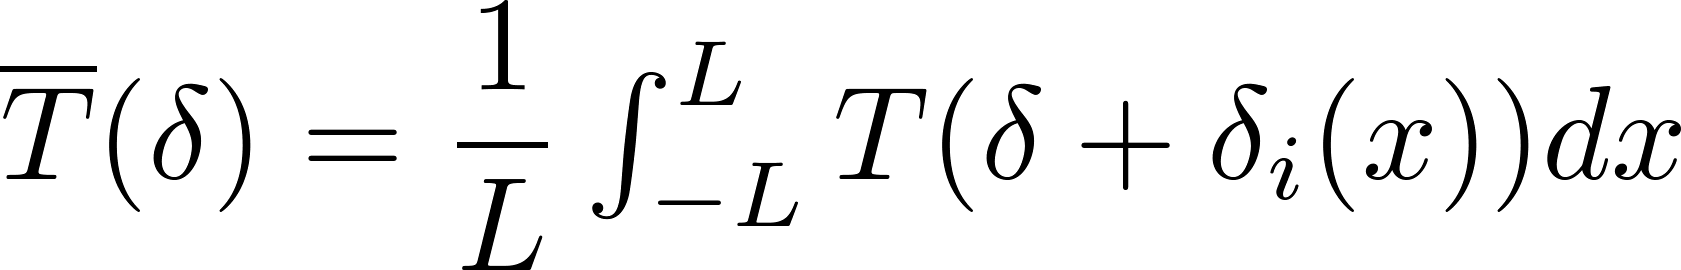 $\overline{T}(\delta) = \frac{1}{L} \int_{-L}^{L} T(\delta + \delta_i(x))dx$